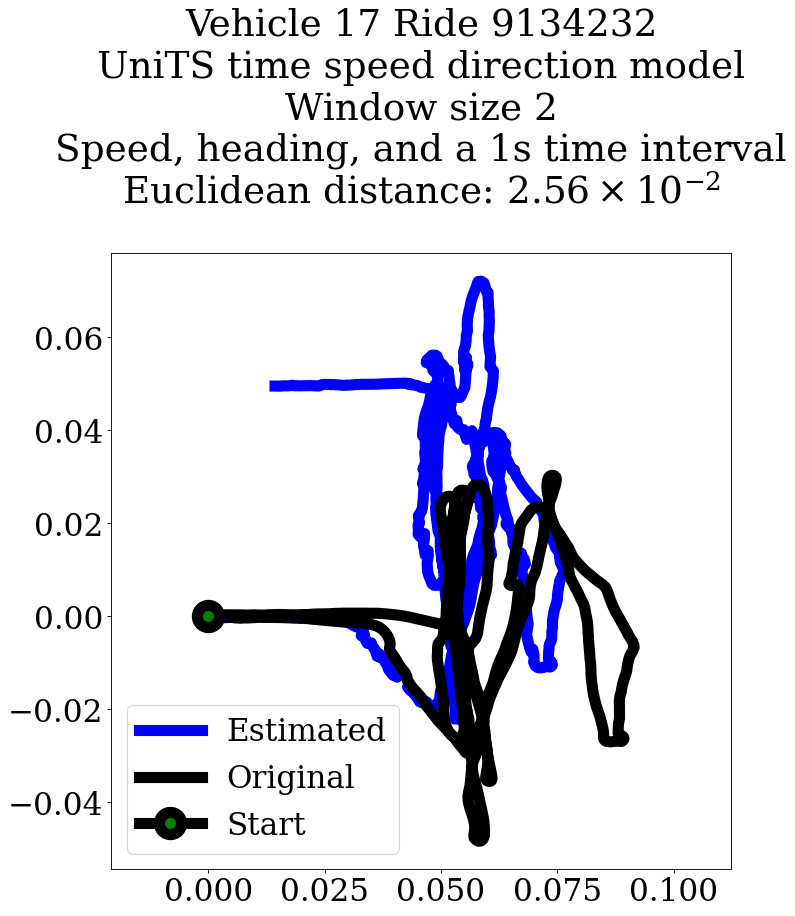 Vehicle 17 Ride 9134232
UniTS time speed direction model
Window size 2
Speed, heading, and a 1s time interval
Euclidean distance: 2.56 × 10⁻²
0.06
0.04
0.02
0.00
−0.02
−0.04
Estimated
Original
Start
0.000 0.025 0.050 0.075 0.100